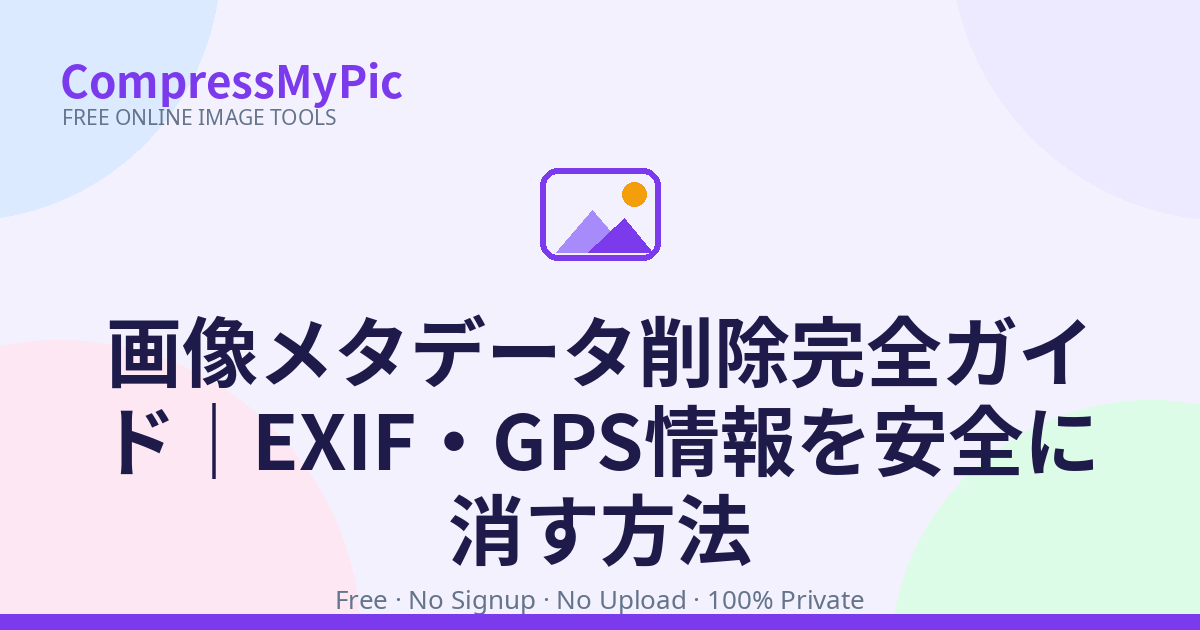 CompressMyPic
FREE ONLINE IMAGE TOOLS
画像メタデータ削除完全ガイ
ド｜EXIF・GPS情報を安全に
消す方法
Free · No Signup · No Upload · 100% Private